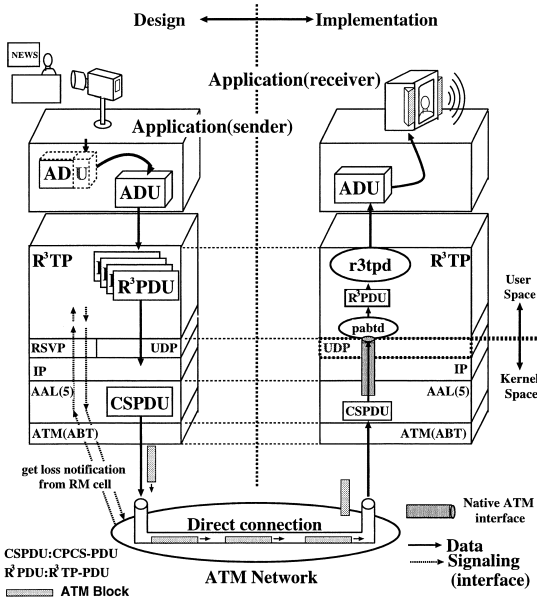 Design
Implementation
NEWS
Application(receiver)
Application(sender)
ADU
ADU
ADU
R³TP
R³PDU
RSVP
UDP
IP
AAL(5)
CSPDU
ATM(ABT)
r3tpd
R³TP
R³PDU
pabtd
UDP
IP
AAL(5)
CSPDU
ATM(ABT)
User
Space
Kernel
Space
get loss notification
from RM cell
Direct connection
ATM Network
CSPDU:CPCS-PDU
R³PDU:R³TP-PDU
ATM Block
Native ATM
interface
Data
Signaling
(interface)